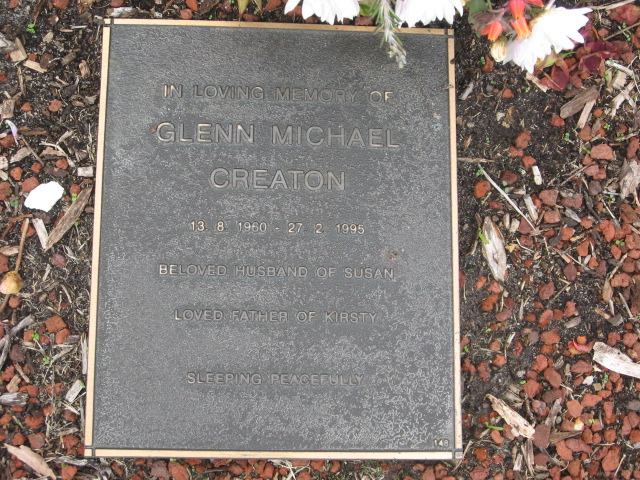 IN LOVING MEMORY OF
GLENN MICHAEL
CREATON
13. 8. 1960 - 27. 2. 1995
BELOVED HUSBAND OF SUSAN
LOVED FATHER OF KIRSTY
SLEEPING PEACEFULLY
148